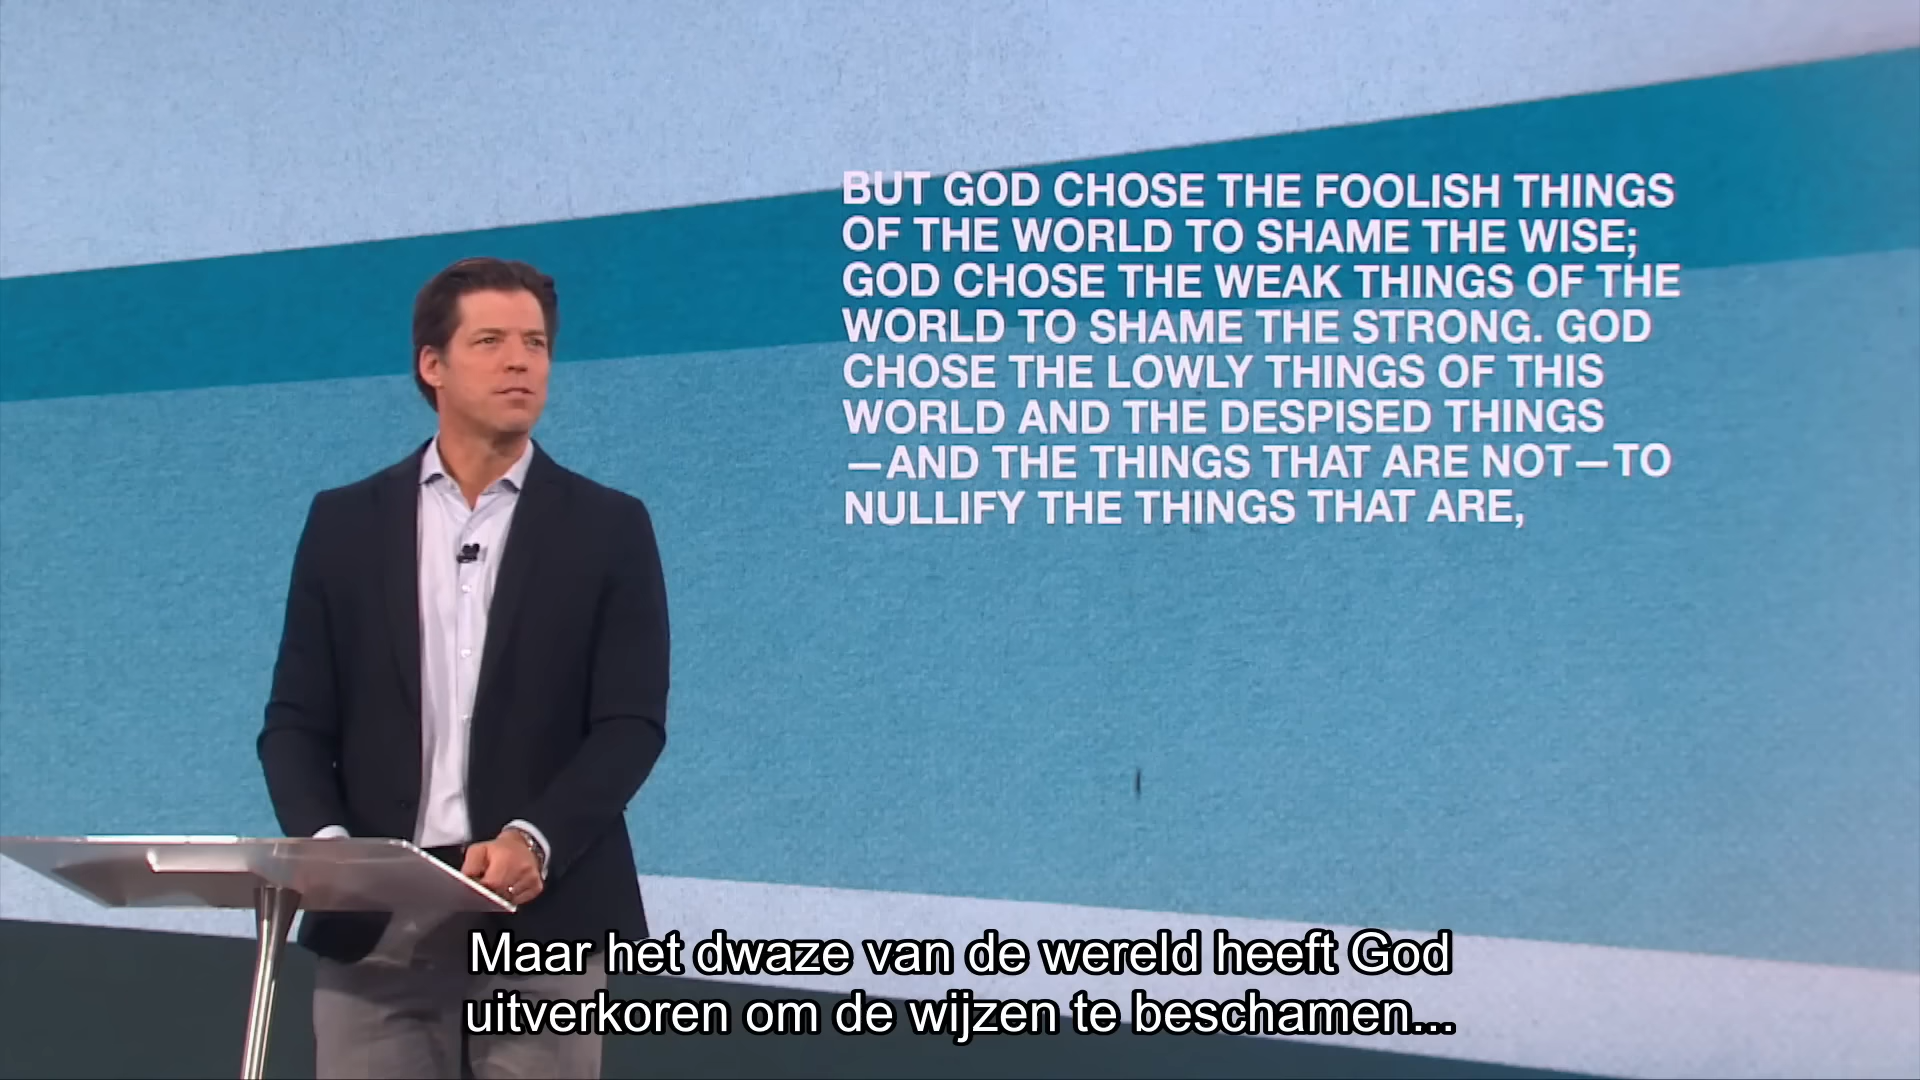 BUT GOD CHOSE THE FOOLISH THINGS
OF THE WORLD TO SHAME THE WISE;
GOD CHOSE THE WEAK THINGS OF THE
WORLD TO SHAME THE STRONG. GOD
CHOSE THE LOWLY THINGS OF THIS
WORLD AND THE DESPISED THINGS
—AND THE THINGS THAT ARE NOT—TO
NULLIFY THE THINGS THAT ARE,
Maar het dwaze van de wereld heeft God
uitverkoren om de wijzen te beschamen...